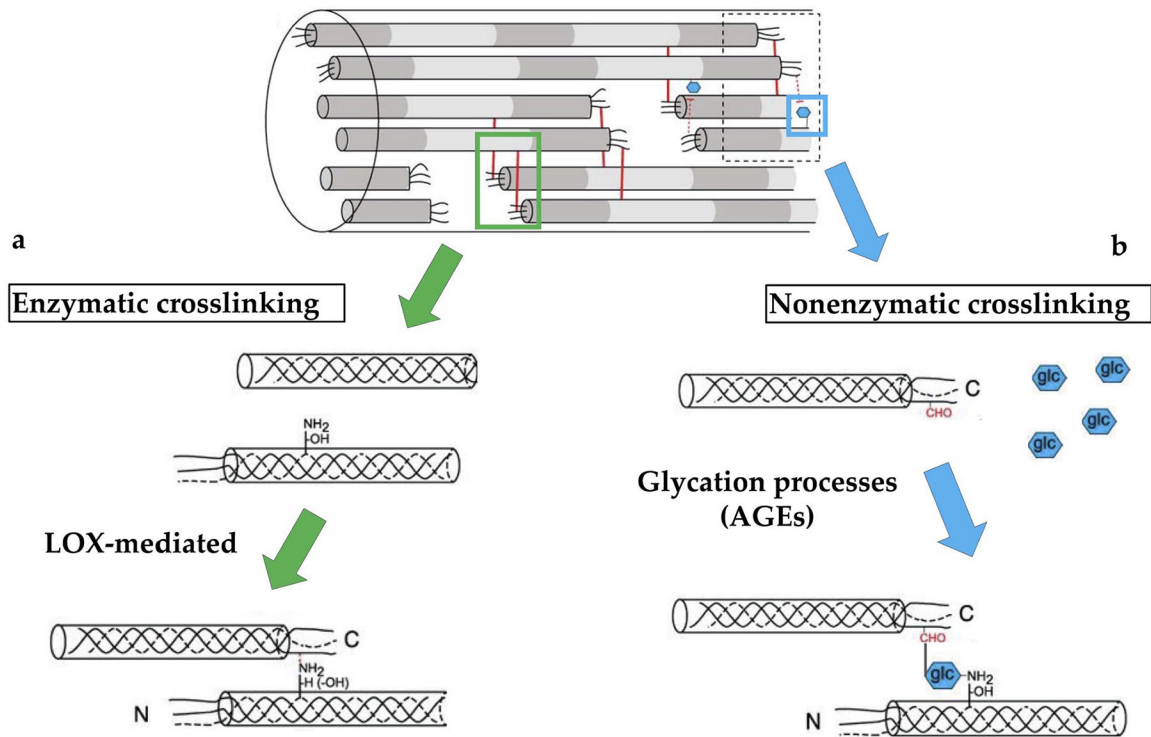 a
b
Enzymatic crosslinking
Nonenzymatic crosslinking
glc
glc
glc
glc
C
CHO
NH2
-OH
Glycation processes
(AGEs)
LOX-mediated
C
NH2
-H (-OH)
N
C
CHO
glc
NH2
-OH